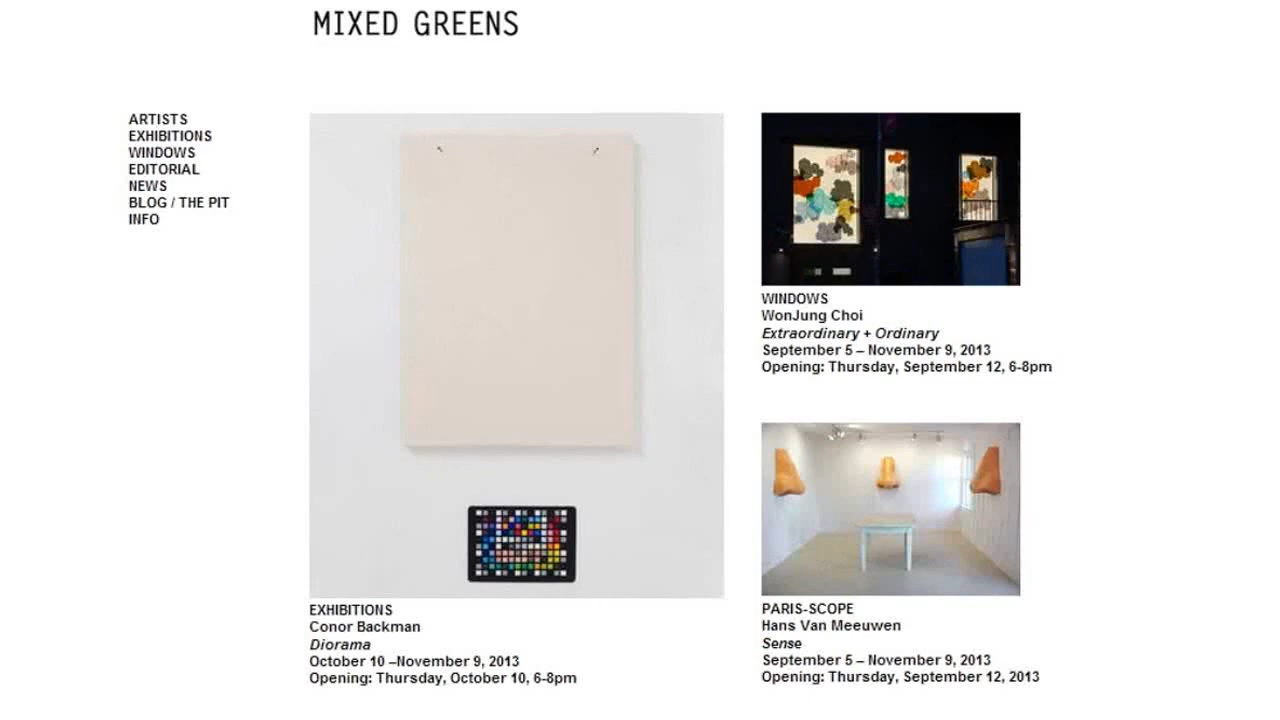 MIXED GREENS
ARTISTS
EXHIBITIONS
WINDOWS
EDITORIAL
NEWS
BLOG / THE PIT
INFO
EXHIBITIONS
Conor Backman
Diorama
October 10 –November 9, 2013
Opening: Thursday, October 10, 6-8pm
WINDOWS
WonJung Choi
Extraordinary + Ordinary
September 5 – November 9, 2013
Opening: Thursday, September 12, 6-8pm
PARIS-SCOPE
Hans Van Meeuwen
Sense
September 5 – November 9, 2013
Opening: Thursday, September 12, 2013